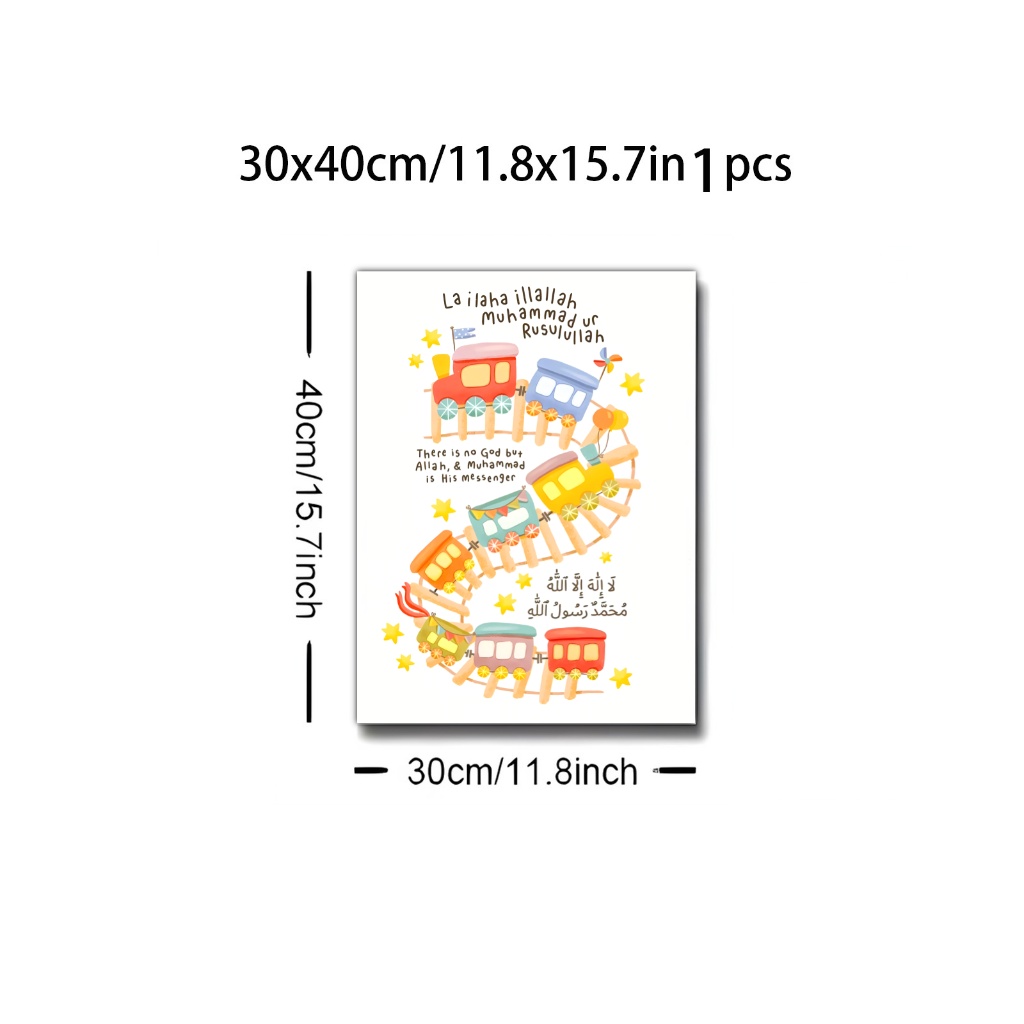 30x40cm/11.8x15.7in 1 pcs
La ilaha illallah
Muhammad ur
Rusulullah
There is no God but
Allah, & Muhammad
is His messenger
لَا إِلَٰهَ إِلَّا ٱللَّٰهُ
مُحَمَّدٌ رَسُولُ ٱللَّٰهِ
40cm/15.7inch
30cm/11.8inch